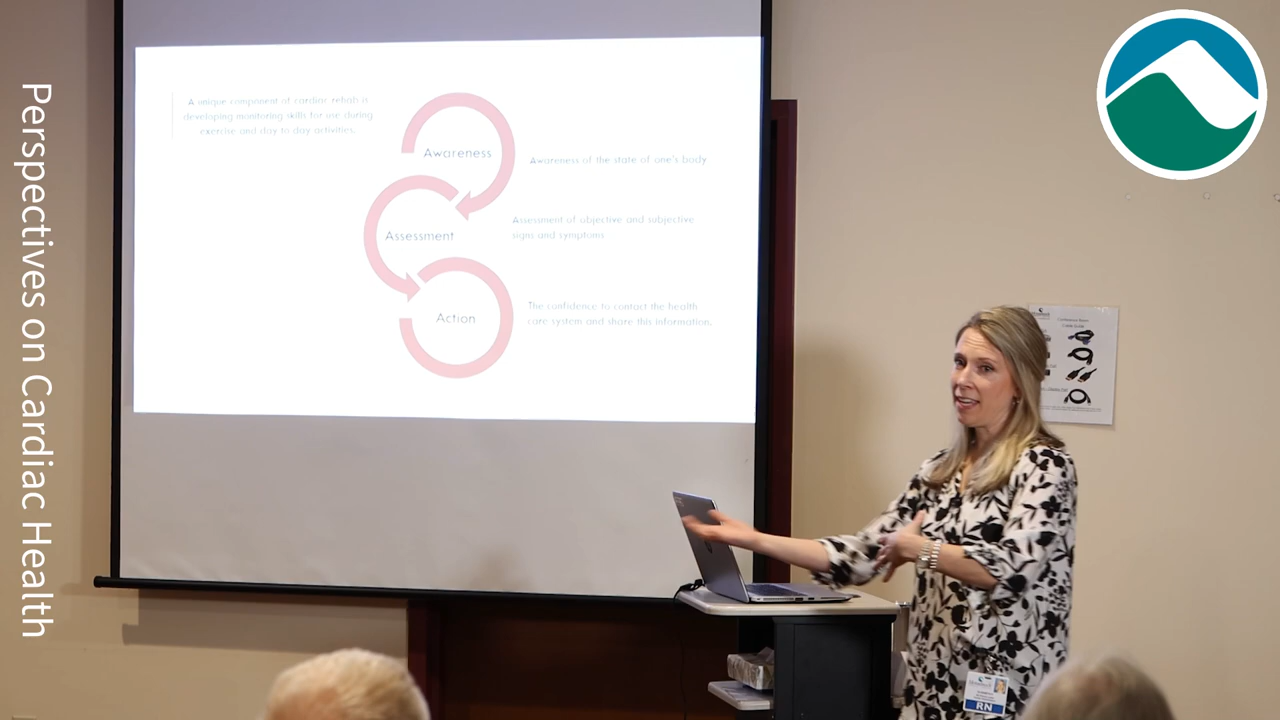 Perspectives on Cardiac Health
A unique component of cardiac rehab is
developing monitoring skills for use during
exercise and day to day activities.
Awareness
Awareness of the state of one's body
Assessment
Assessment of objective and subjective
signs and symptoms
Action
The confidence to contact the health
care system and share this information.
RN